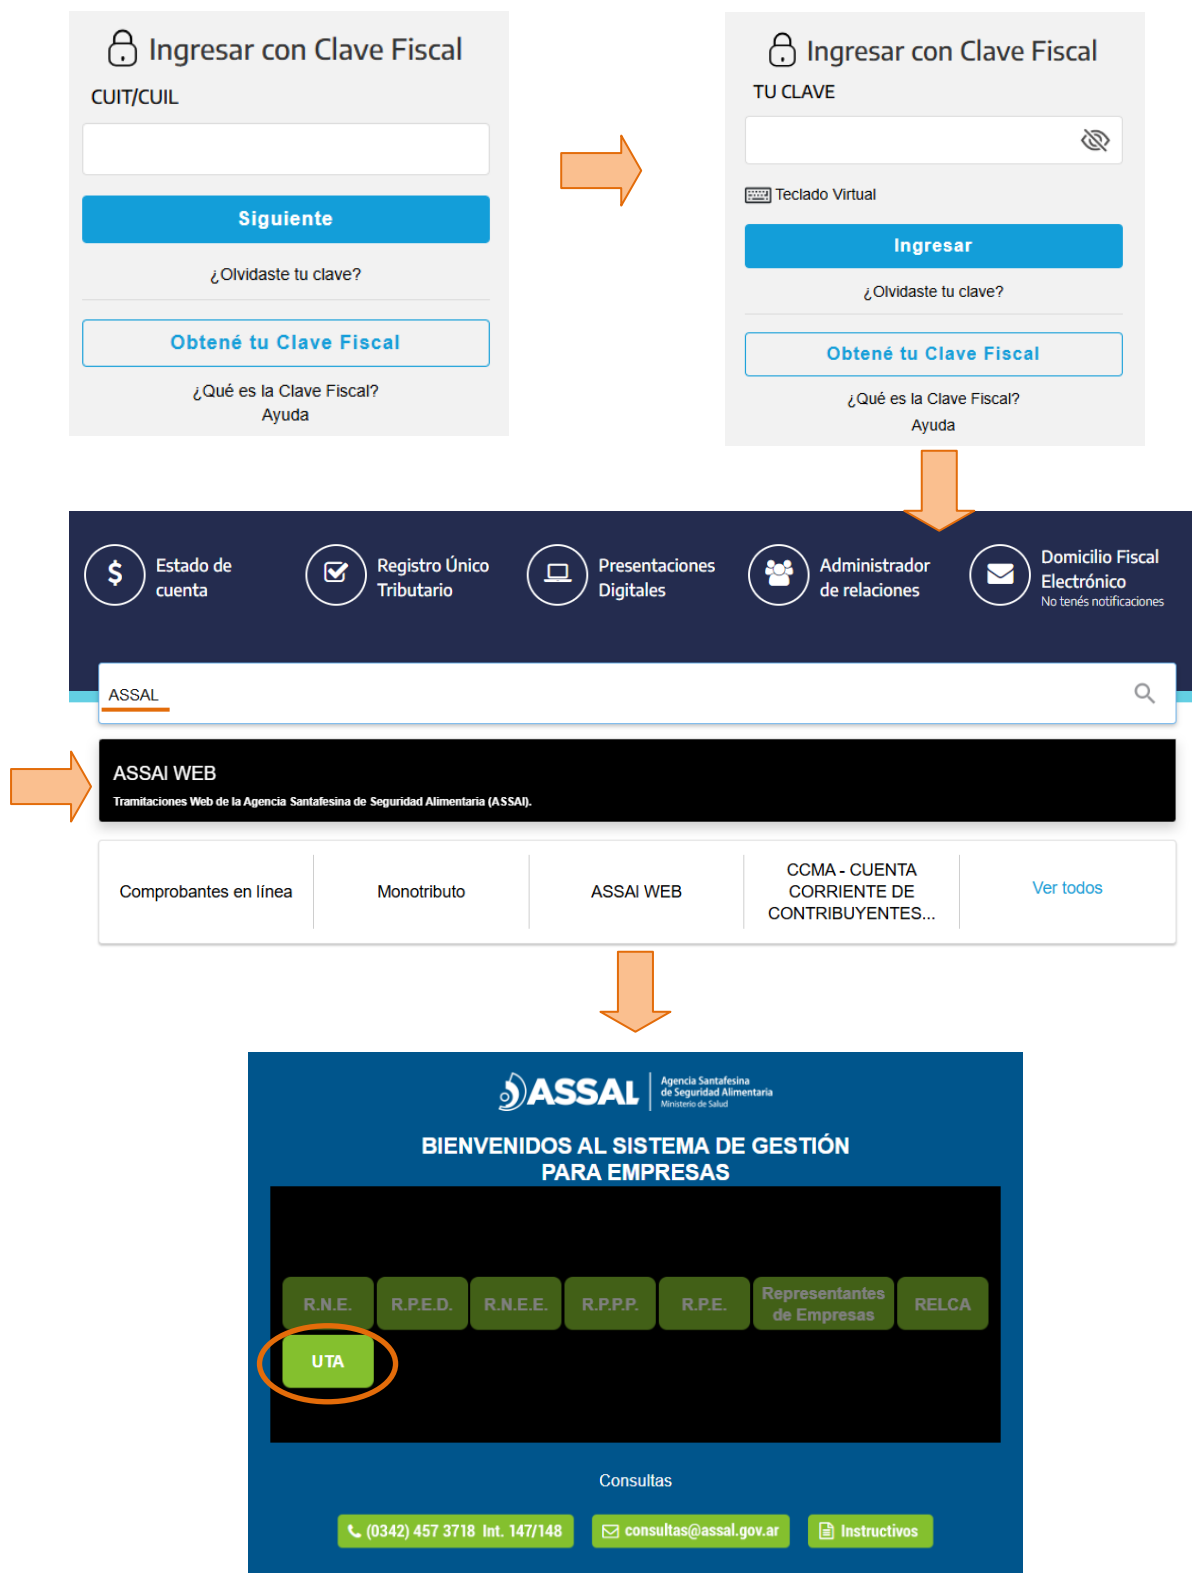 Ingresar con Clave Fiscal
CUIT/CUIL
Siguiente
¿Olvidaste tu clave?
Obtené tu Clave Fiscal
¿Qué es la Clave Fiscal?
Ayuda
Ingresar con Clave Fiscal
TU CLAVE
Teclado Virtual
Ingresar
¿Olvidaste tu clave?
Obtené tu Clave Fiscal
¿Qué es la Clave Fiscal?
Ayuda
Estado de
cuenta
Registro Único
Tributario
Presentaciones
Digitales
Administrador
de relaciones
Domicilio Fiscal
Electrónico
No tenés notificaciones
ASSAL
ASSAl WEB
Tramitaciones Web de la Agencia Santafesina de Seguridad Alimentaria (ASSAl).
Comprobantes en línea
Monotributo
ASSAl WEB
CCMA - CUENTA
CORRIENTE DE
CONTRIBUYENTES...
Ver todos
ASSAL
Agencia Santafesina
de Seguridad Alimentaria
Ministerio de Salud
BIENVENIDOS AL SISTEMA DE GESTIÓN
PARA EMPRESAS
R.N.E.
R.P.E.D.
R.N.E.E.
R.P.P.P.
R.P.E.
Representantes
de Empresas
RELCA
UTA
Consultas
(0342) 457 3718 Int. 147/148
consultas@assal.gov.ar
Instructivos